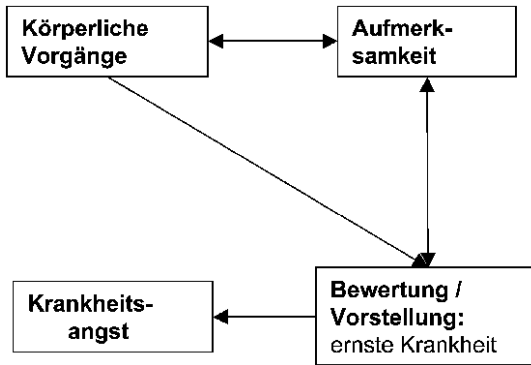 Körperliche
Vorgänge
Aufmerk-
samkeit
Krankheits-
angst
Bewertung /
Vorstellung:
ernste Krankheit